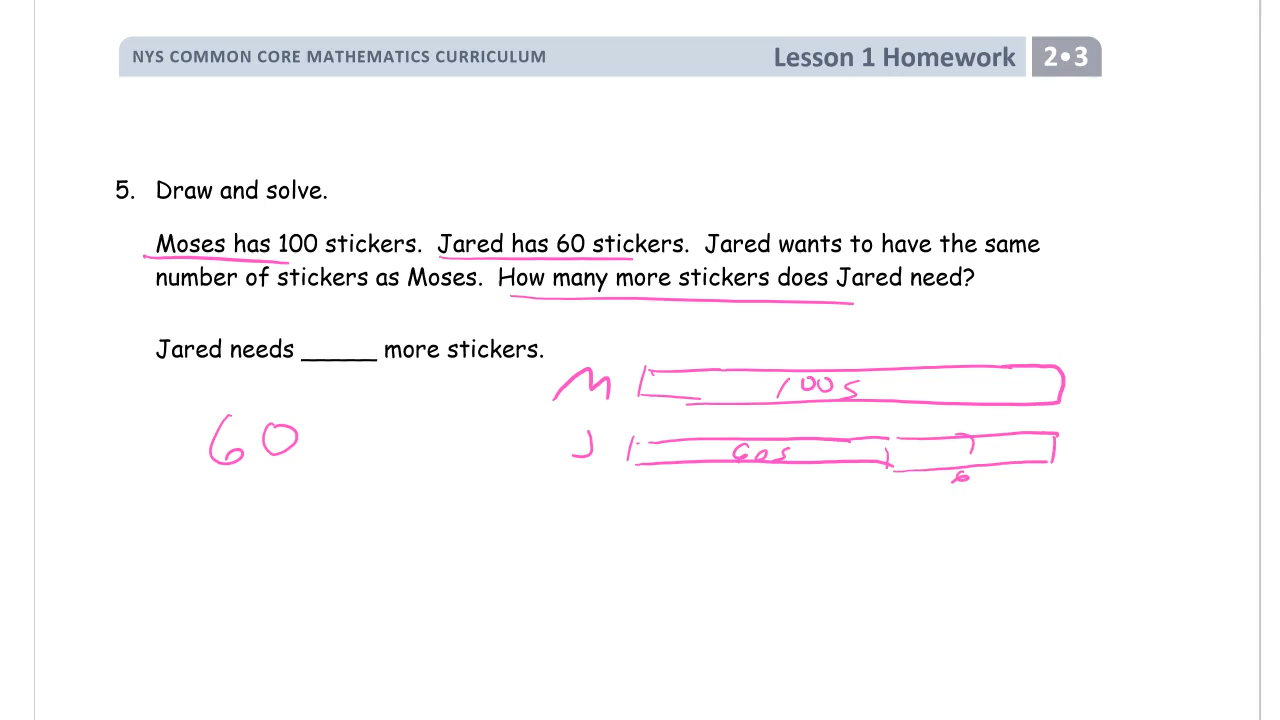 NYS COMMON CORE MATHEMATICS CURRICULUM
Lesson 1 Homework 2•3
5. Draw and solve.
Moses has 100 stickers. Jared has 60 stickers. Jared wants to have the same
number of stickers as Moses. How many more stickers does Jared need?
Jared needs _____ more stickers.
M 100s
J 60s ?
60